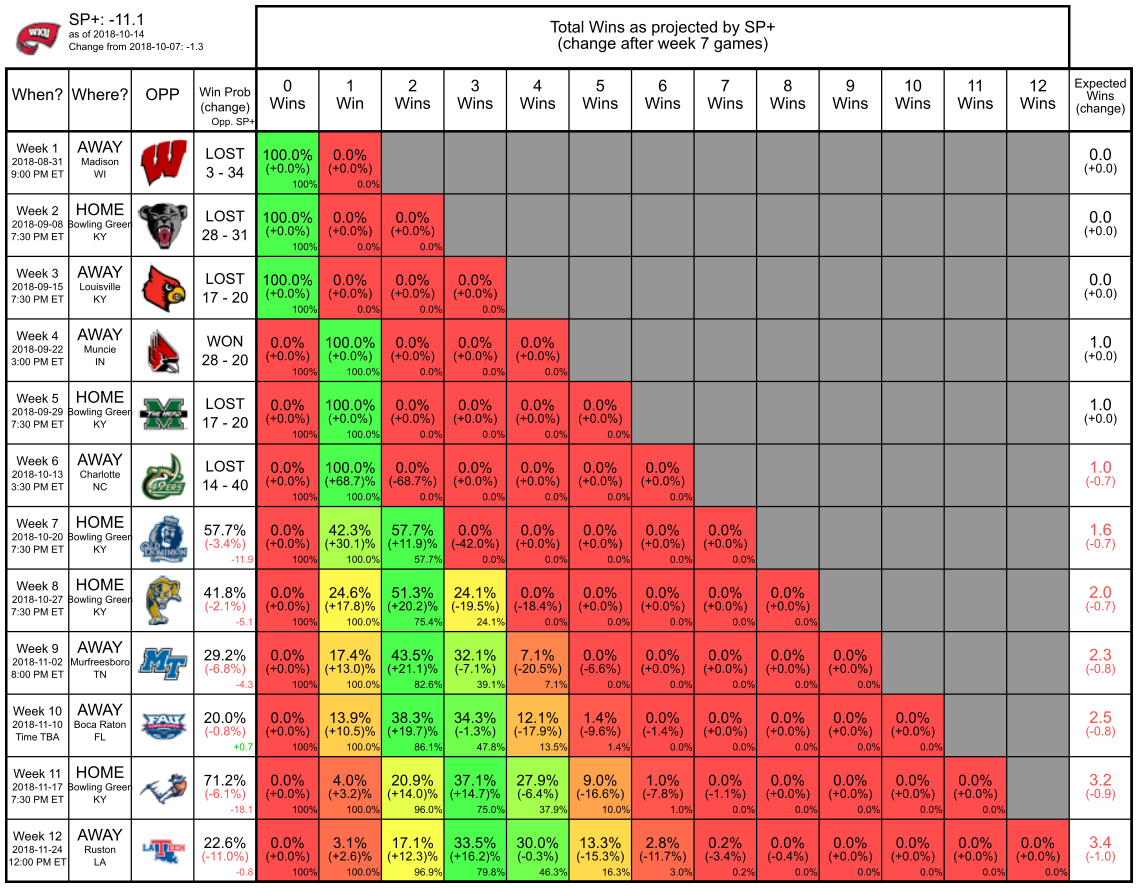 WKU
SP+: -11.1
as of 2018-10-14
Change from 2018-10-07: -1.3
Total Wins as projected by SP+
(change after week 7 games)
When? Where? OPP Win Prob (change) Opp. SP+ 0 Wins 1 Win 2 Wins 3 Wins 4 Wins 5 Wins 6 Wins 7 Wins 8 Wins 9 Wins 10 Wins 11 Wins 12 Wins Expected Wins (change)
Week 1 AWAY LOST 100.0% 0.0% 0.0
2018-08-31 Madison 3 - 34 (+0.0%) (+0.0%) (+0.0)
9:00 PM ET WI 100% 0.0%
Week 2 HOME LOST 100.0% 0.0% 0.0% 0.0
2018-09-08 Bowling Green 28 - 31 (+0.0%) (+0.0%) (+0.0%) (+0.0)
7:30 PM ET KY 100% 0.0% 0.0%
Week 3 AWAY LOST 100.0% 0.0% 0.0% 0.0% 0.0
2018-09-15 Louisville 17 - 20 (+0.0%) (+0.0%) (+0.0%) (+0.0%) (+0.0)
7:30 PM ET KY 100% 0.0% 0.0% 0.0%
Week 4 AWAY WON 0.0% 100.0% 0.0% 0.0% 0.0% 1.0
2018-09-22 Muncie 28 - 20 (+0.0%) (+0.0%) (+0.0%) (+0.0%) (+0.0%) (+0.0)
3:00 PM ET IN 100% 100.0% 0.0% 0.0% 0.0%
Week 5 HOME M THE HERD LOST 0.0% 100.0% 0.0% 0.0% 0.0% 0.0% 1.0
2018-09-29 Bowling Green 17 - 20 (+0.0%) (+0.0%) (+0.0%) (+0.0%) (+0.0%) (+0.0%) (+0.0)
7:30 PM ET KY 100% 100.0% 0.0% 0.0% 0.0% 0.0%
Week 6 AWAY 49ERS LOST 0.0% 100.0% 0.0% 0.0% 0.0% 0.0% 0.0% 1.0
2018-10-13 Charlotte 14 - 40 (+0.0%) (+68.7)% (-68.7%) (+0.0%) (+0.0%) (+0.0%) (+0.0%) (-0.7)
3:30 PM ET NC 100% 100.0% 0.0% 0.0% 0.0% 0.0% 0.0%
Week 7 HOME OLD DOMINION 57.7% 0.0% 42.3% 57.7% 0.0% 0.0% 0.0% 0.0% 0.0% 1.6
2018-10-20 Bowling Green (-3.4%) (+0.0%) (+30.1)% (+11.9)% (-42.0%) (+0.0%) (+0.0%) (+0.0%) (+0.0%) (-0.7)
7:30 PM ET KY -11.9 100% 100.0% 57.7% 0.0% 0.0% 0.0% 0.0% 0.0%
Week 8 HOME 41.8% 0.0% 24.6% 51.3% 24.1% 0.0% 0.0% 0.0% 0.0% 0.0% 2.0
2018-10-27 Bowling Green (-2.1%) (+0.0%) (+17.8)% (+20.2)% (-19.5%) (-18.4%) (+0.0%) (+0.0%) (+0.0%) (+0.0%) (-0.7)
7:30 PM ET KY -5.1 100% 100.0% 75.4% 24.1% 0.0% 0.0% 0.0% 0.0% 0.0%
Week 9 AWAY MT 29.2% 0.0% 17.4% 43.5% 32.1% 7.1% 0.0% 0.0% 0.0% 0.0% 0.0% 2.3
2018-11-02 Murfreesboro (-6.8%) (+0.0%) (+13.0)% (+21.1)% (-7.1%) (-20.5%) (-6.6%) (+0.0%) (+0.0%) (+0.0%) (+0.0%) (-0.8)
8:00 PM ET TN -4.3 100% 100.0% 82.6% 39.1% 7.1% 0.0% 0.0% 0.0% 0.0% 0.0%
Week 10 AWAY FAU 20.0% 0.0% 13.9% 38.3% 34.3% 12.1% 1.4% 0.0% 0.0% 0.0% 0.0% 0.0% 2.5
2018-11-10 Boca Raton (-0.8%) (+0.0%) (+10.5)% (+19.7)% (-1.3%) (-17.9%) (-9.6%) (-1.4%) (+0.0%) (+0.0%) (+0.0%) (+0.0%) (-0.8)
Time TBA FL +0.7 100% 100.0% 86.1% 47.8% 13.5% 1.4% 0.0% 0.0% 0.0% 0.0% 0.0%
Week 11 HOME 71.2% 0.0% 4.0% 20.9% 37.1% 27.9% 9.0% 1.0% 0.0% 0.0% 0.0% 0.0% 0.0% 3.2
2018-11-17 Bowling Green (-6.1%) (+0.0%) (+3.2)% (+14.0)% (+14.7)% (-6.4%) (-16.6%) (-7.8%) (-1.1%) (+0.0%) (+0.0%) (+0.0%) (+0.0%) (-0.9)
7:30 PM ET KY -18.1 100% 100.0% 96.0% 75.0% 37.9% 10.0% 1.0% 0.0% 0.0% 0.0% 0.0% 0.0%
Week 12 AWAY LA TECH 22.6% 0.0% 3.1% 17.1% 33.5% 30.0% 13.3% 2.8% 0.2% 0.0% 0.0% 0.0% 0.0% 0.0% 3.4
2018-11-24 Ruston (-11.0%) (+0.0%) (+2.6)% (+12.3)% (+16.2)% (-0.3%) (-15.3%) (-11.7%) (-3.4%) (-0.4%) (+0.0%) (+0.0%) (+0.0%) (+0.0%) (-1.0)
12:00 PM ET LA -0.8 100% 100.0% 96.9% 79.8% 46.3% 16.3% 3.0% 0.2% 0.0% 0.0% 0.0% 0.0% 0.0%